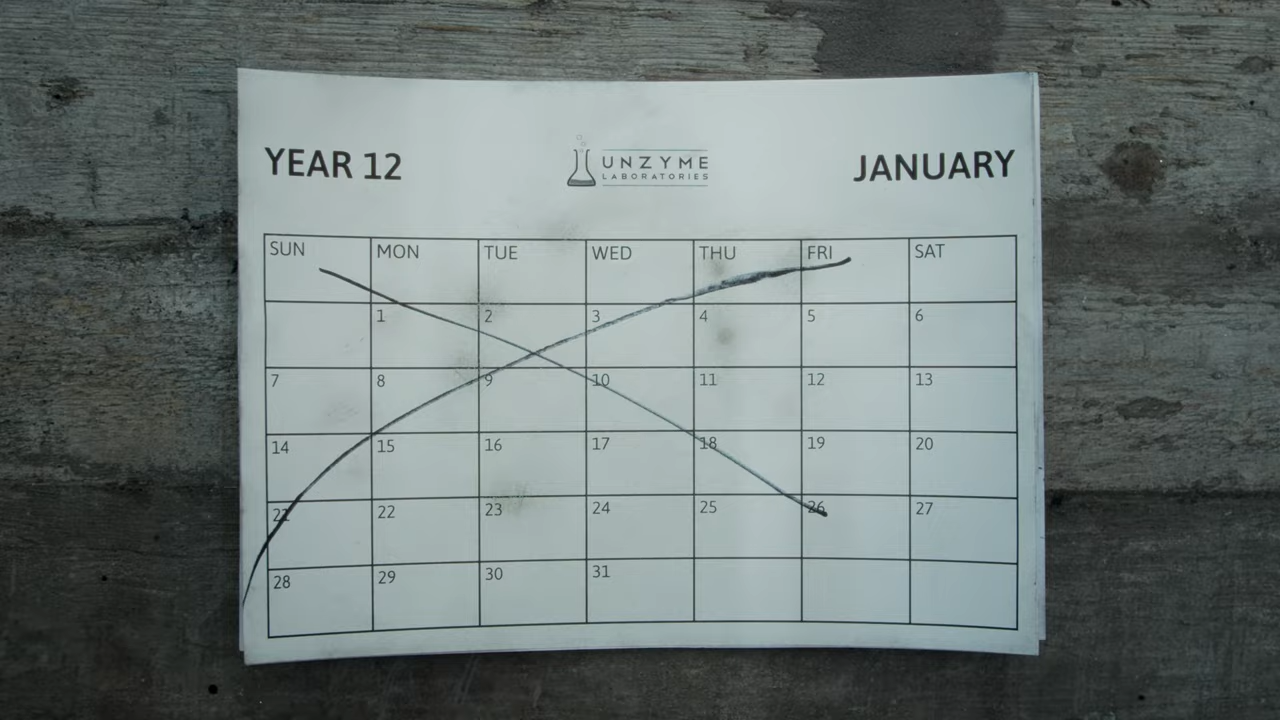 YEAR 12
UNZYME
LABORATORIES
JANUARY
SUN MON TUE WED THU FRI SAT
1 2 3 4 5 6
7 8 9 10 11 12 13
14 15 16 17 18 19 20
21 22 23 24 25 26 27
28 29 30 31